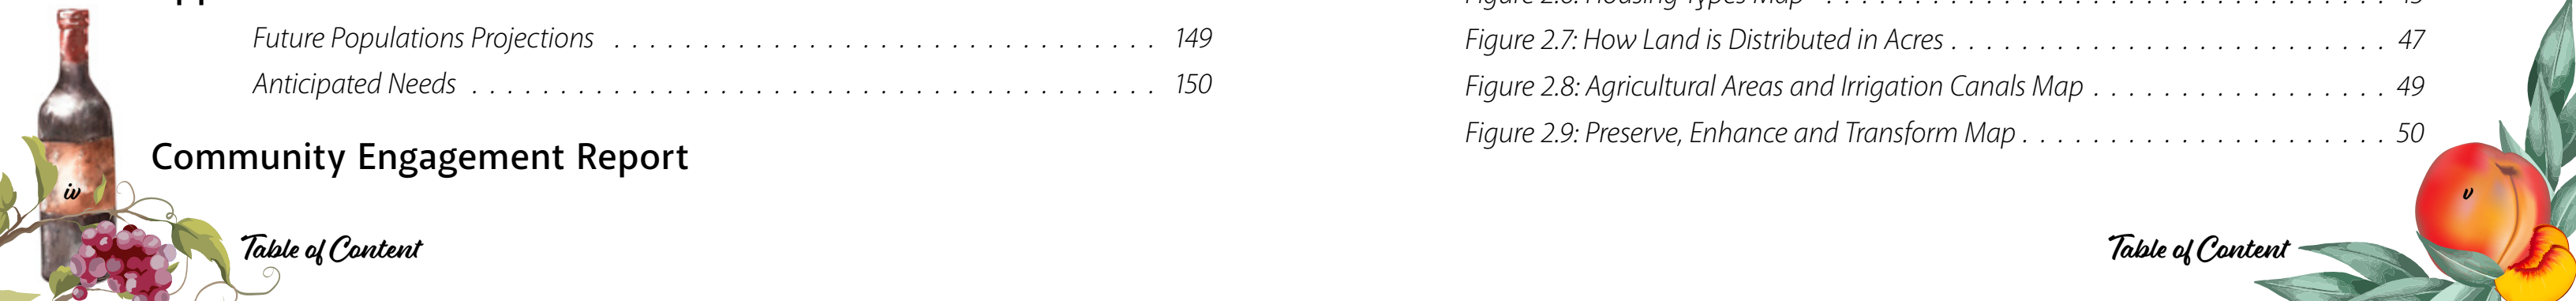 Future Populations Projections . . . . . . . . . . . . . . . . . . . . . . . . . . . . . . . 149
Anticipated Needs . . . . . . . . . . . . . . . . . . . . . . . . . . . . . . . . . . . . . . . 150
Community Engagement Report
iv
Table of Content
Figure 2.7: How Land is Distributed in Acres . . . . . . . . . . . . . . . . . . . . . . . . . 47
Figure 2.8: Agricultural Areas and Irrigation Canals Map . . . . . . . . . . . . . . . . . 49
Figure 2.9: Preserve, Enhance and Transform Map . . . . . . . . . . . . . . . . . . . . . 50
v
Table of Content